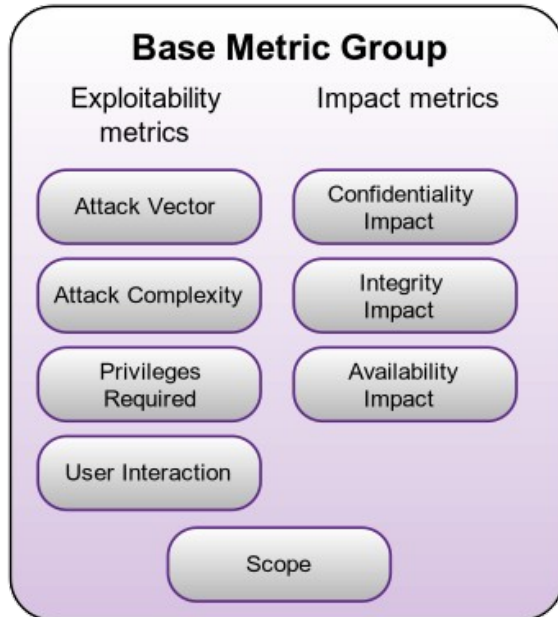 Base Metric Group
Exploitability
metrics
Attack Vector
Attack Complexity
Privileges
Required
User Interaction
Impact metrics
Confidentiality
Impact
Integrity
Impact
Availability
Impact
Scope